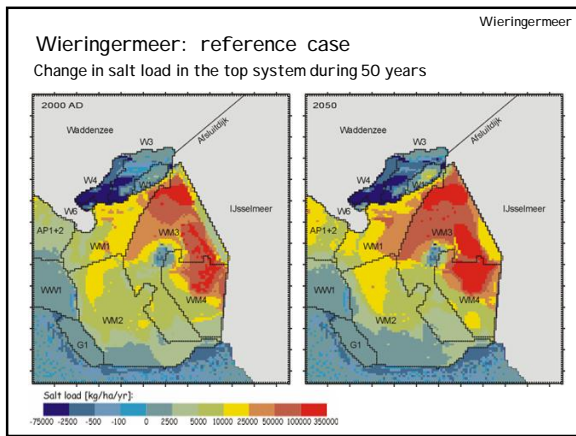 Wieringermeer
Wieringermeer: reference case
Change in salt load in the top system during 50 years
2000 AD
Waddenzee
W3
Afsluitdijk
W4
W6
IJsselmeer
AP1+2
WM1
WM3
WW1
WM4
WM2
G1
2050
Waddenzee
W3
Afsluitdijk
W4
W6
IJsselmeer
AP1+2
WM1
WM3
WW1
WM4
WM2
G1
Salt load [kg/ha/yr]:
-75000 -2500 -500 -100 0 2500 5000 10000 25000 50000 100000 350000